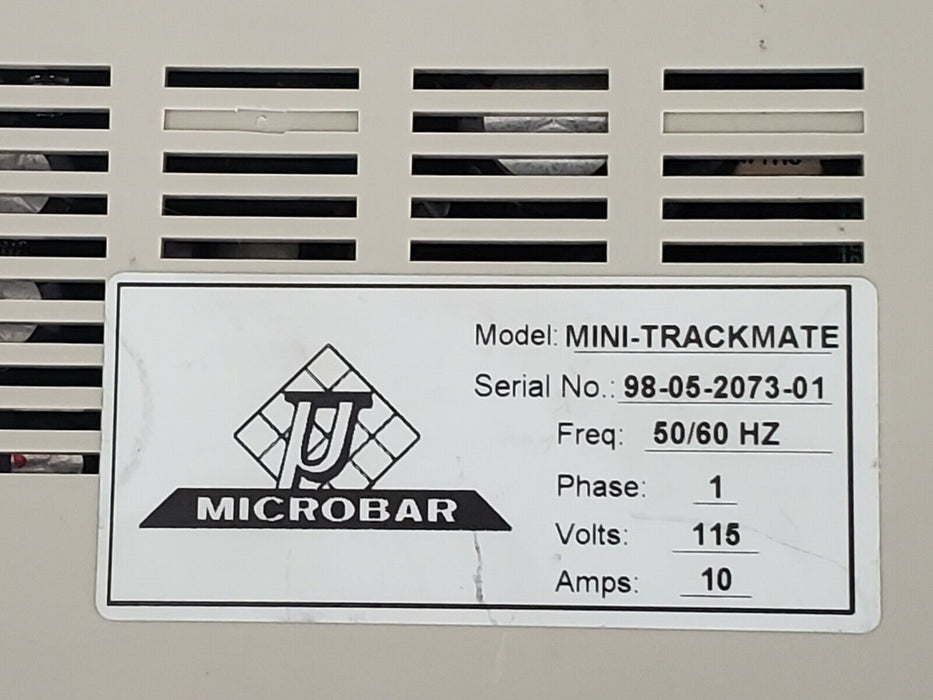 Model: MINI-TRACKMATE
Serial No.: 98-05-2073-01
Freq: 50/60 HZ
Phase: 1
Volts: 115
Amps: 10
µ
MICROBAR